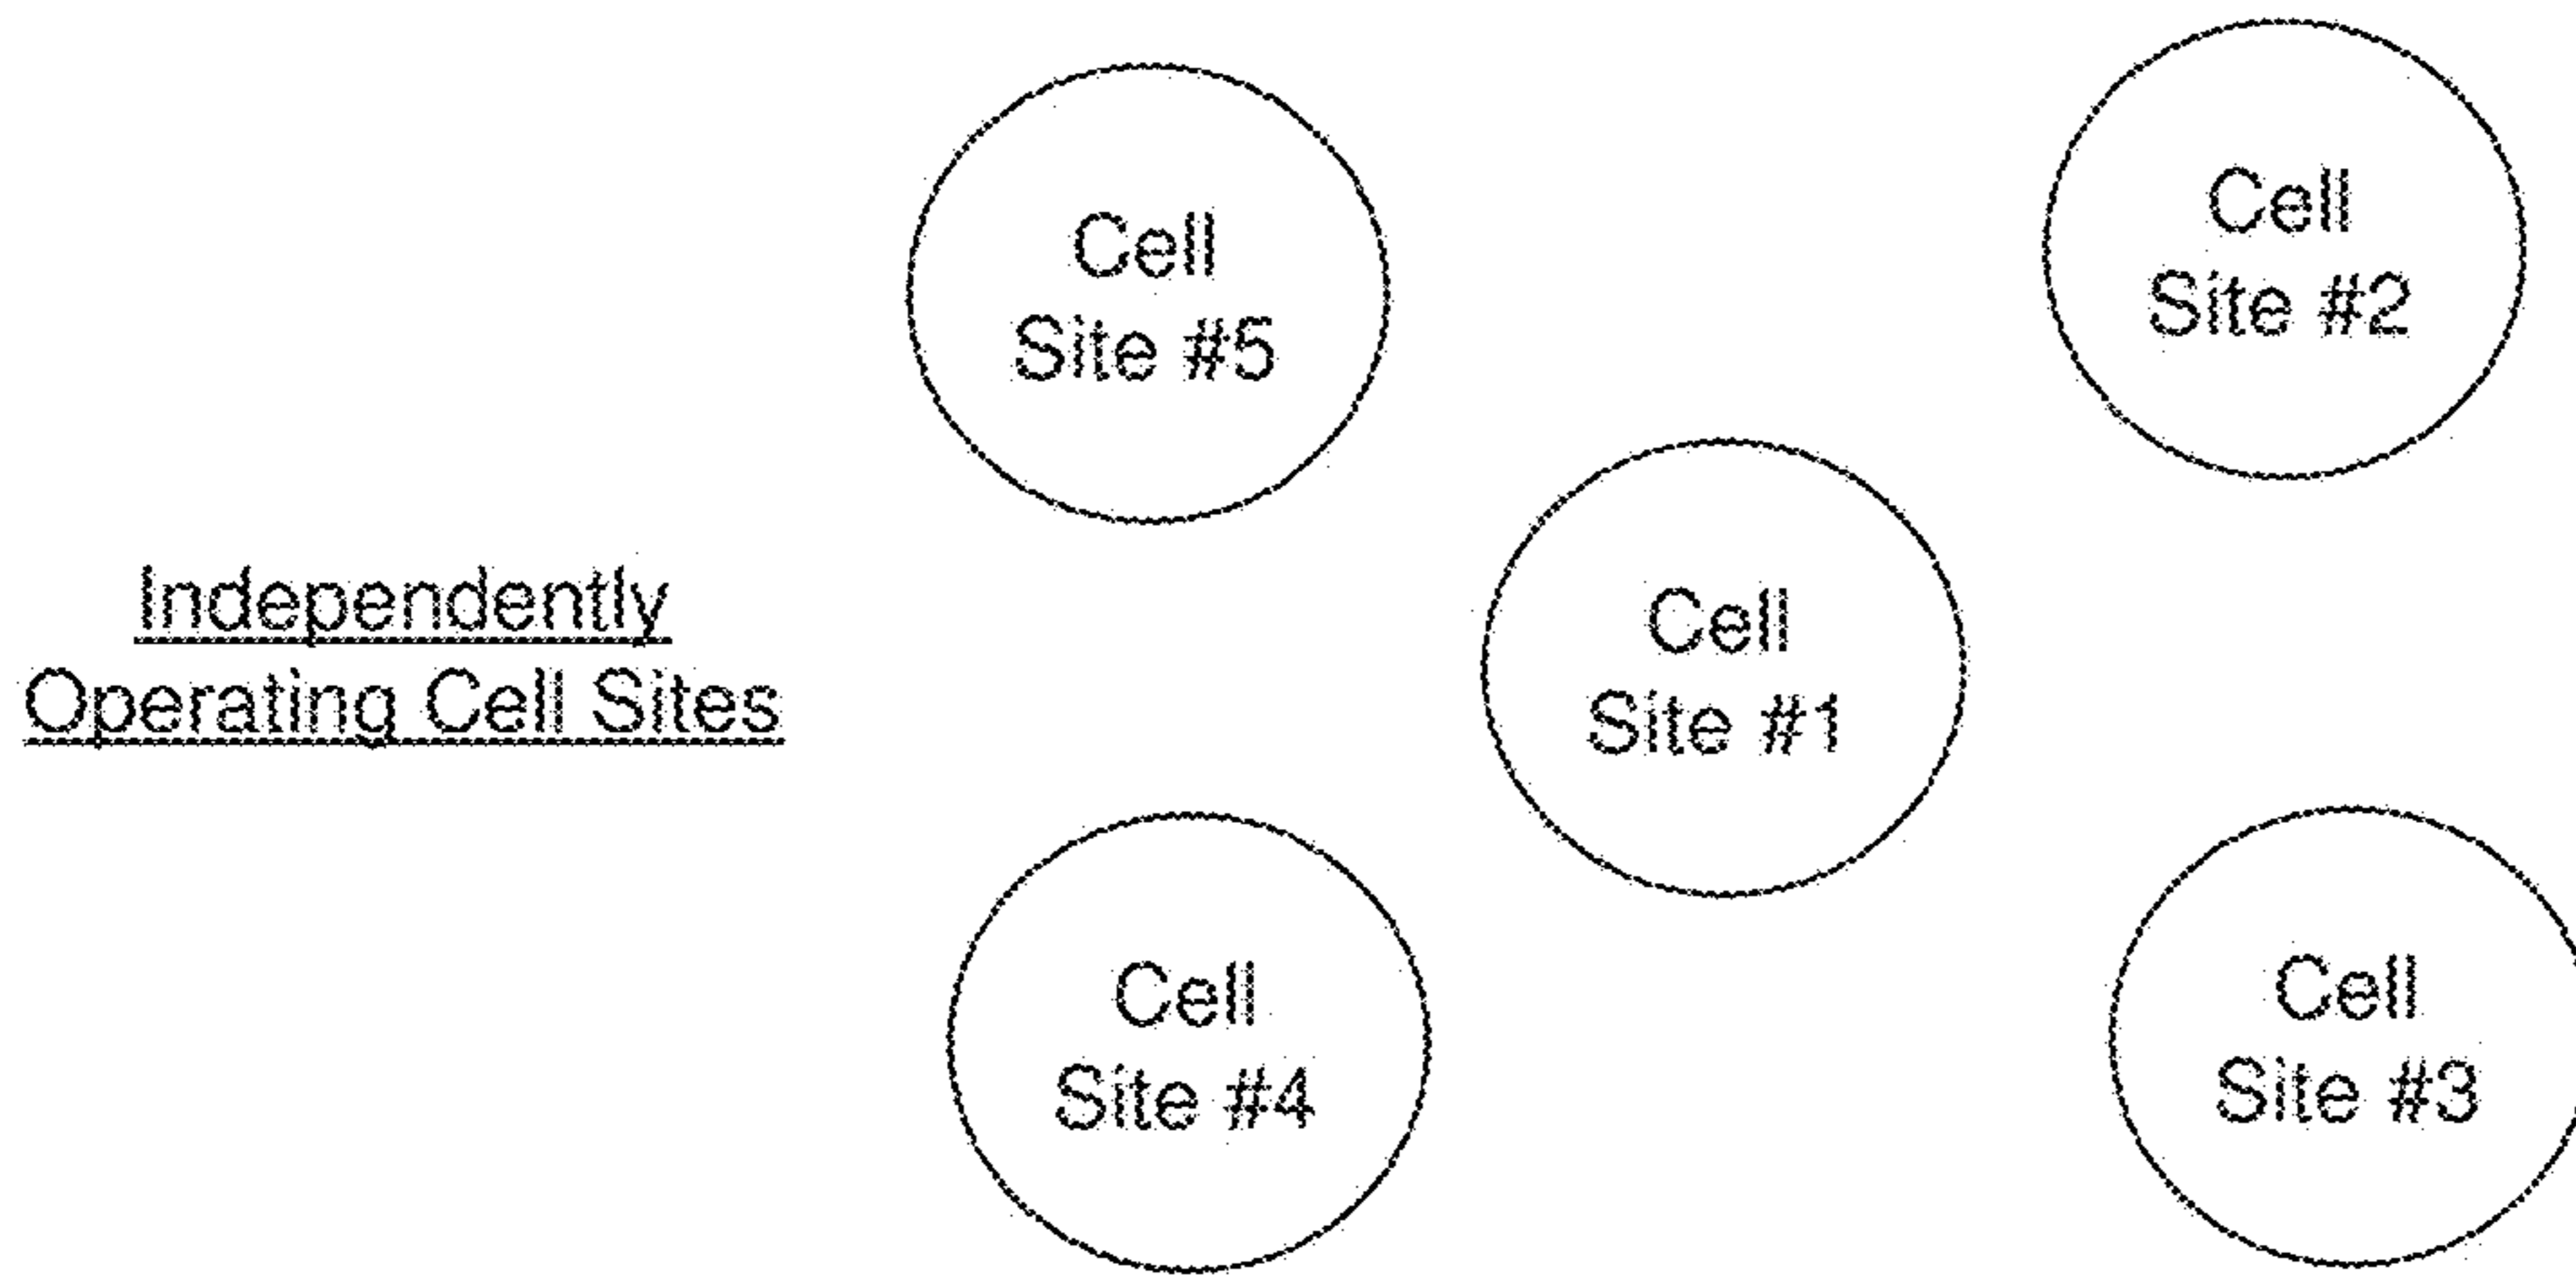 Cell
Site #5
Cell
Site #2
Independently
Operating Cell Sites
Cell
Site #1
Cell
Site #4
Cell
Site #3